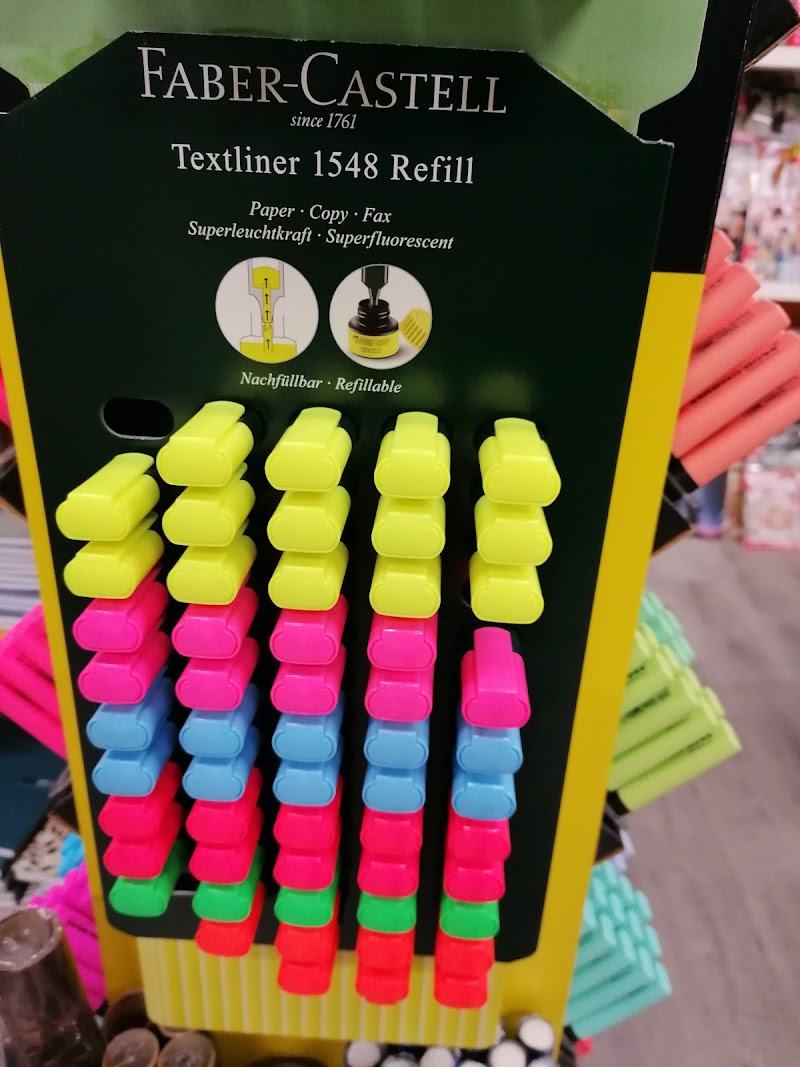 FABER-CASTELL
since 1761
Textliner 1548 Refill
Paper · Copy · Fax
Superleuchtkraft · Superfluorescent
Nachfüllbar · Refillable